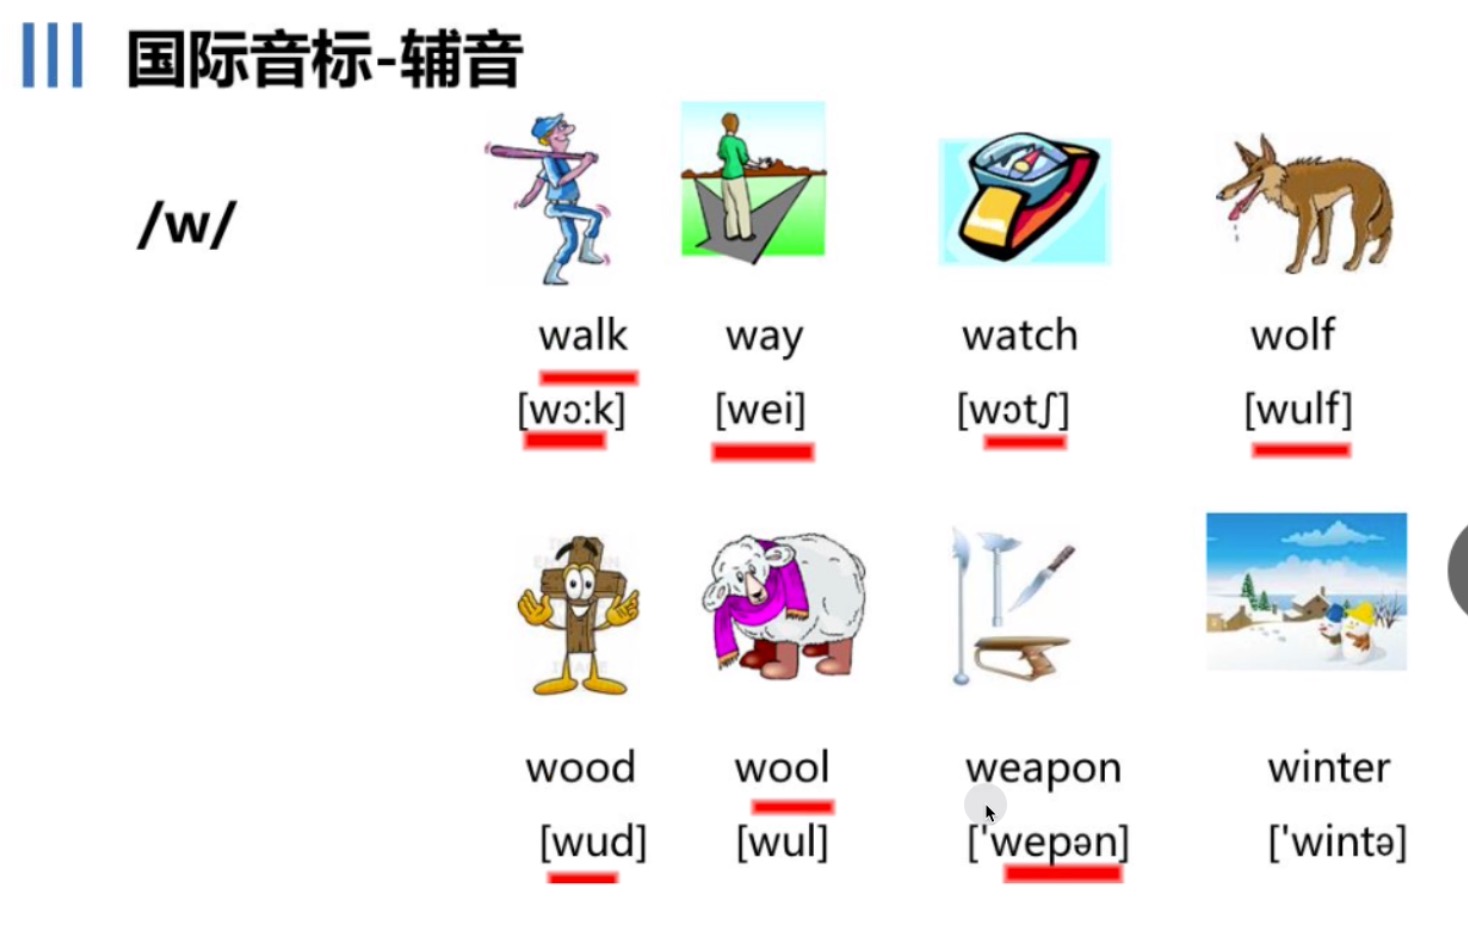 国际音标-辅音
/w/
walk way watch wolf
[wɔ:k] [wei] [wɔtʃ] [wulf]
wood wool weapon winter
[wud] [wul] ['wepən] ['wintə]